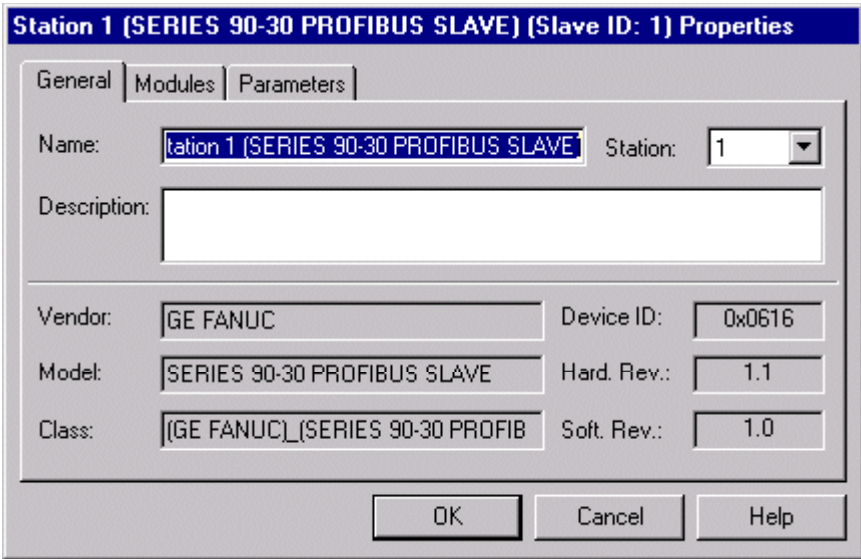 Station 1 (SERIES 90-30 PROFIBUS SLAVE) (Slave ID: 1) Properties
General Modules Parameters
Name: tation 1 (SERIES 90-30 PROFIBUS SLAVE Station: 1
Description:
Vendor: GE FANUC Device ID: 0x0616
Model: SERIES 90-30 PROFIBUS SLAVE Hard. Rev.: 1.1
Class: (GE FANUC)_(SERIES 90-30 PROFIB Soft. Rev.: 1.0
OK Cancel Help